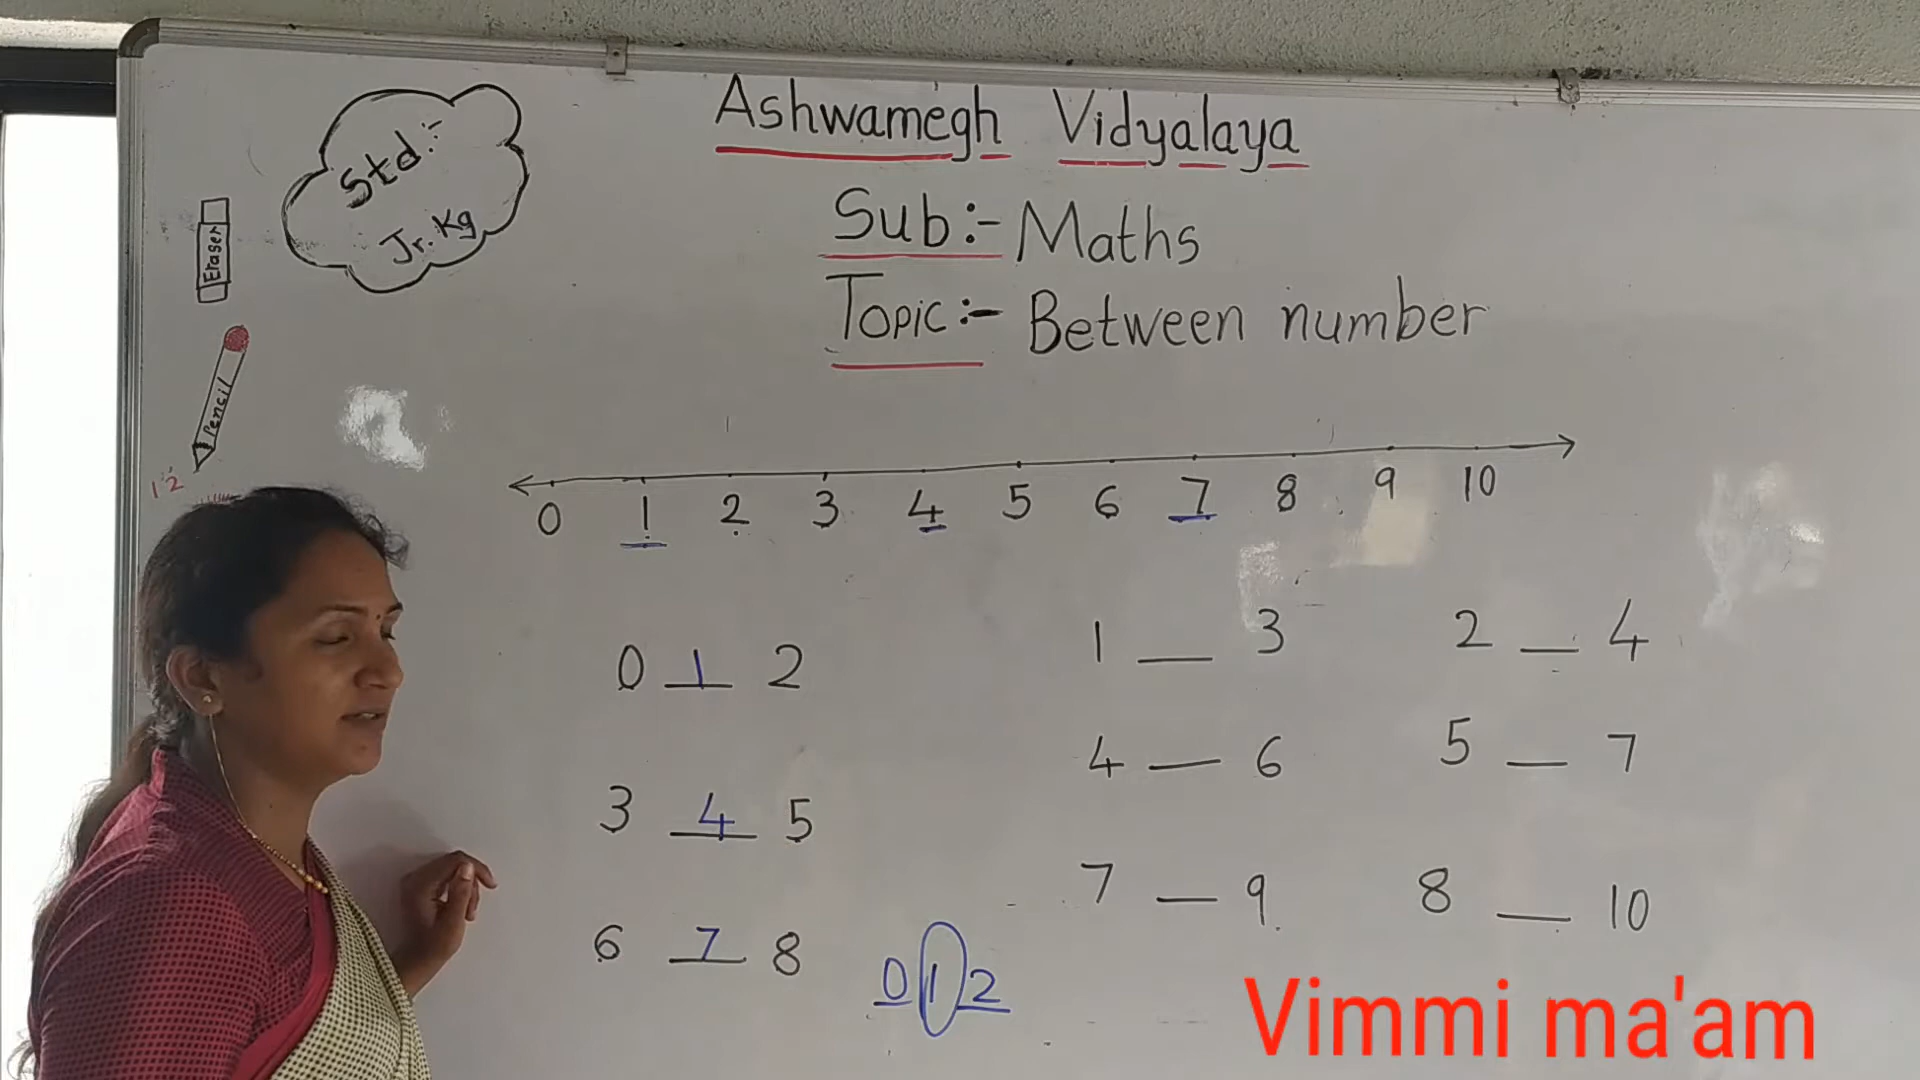 Ashwamegh Vidyalaya
Std:-
Jr. Kg
Sub:- Maths
Topic:- Between number
Eraser
Pencil
12
0 1 2 3 4 5 6 7 8 9 10
0 1 2 1 __ 3 2 __ 4
3 4 5 4 __ 6 5 __ 7
6 7 8 7 __ 9 8 __ 10
0 1 2
Vimmi ma'am